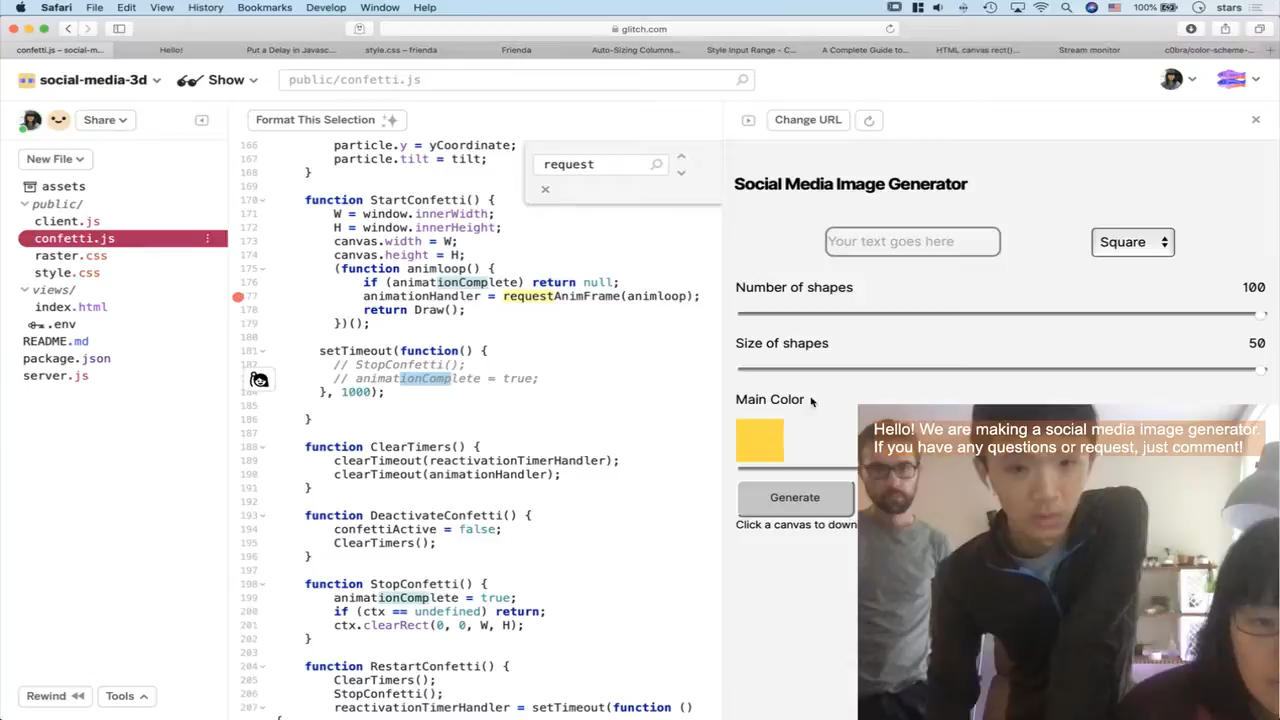 Safari File Edit View History Bookmarks Develop Window Help 100% stars
glitch.com
confetti.js – social-m… Hello! Put a Delay in Javasc… style.css – frienda Frienda Auto-Sizing Columns… Style Input Range - C… A Complete Guide to… HTML canvas rect()… Stream monitor c0bra/color-scheme-…
social-media-3d Show public/confetti.js
Share Format This Selection Change URL
New File
assets
public/
client.js
confetti.js
raster.css
style.css
views/
index.html
.env
README.md
package.json
server.js
Rewind Tools
166 particle.y = yCoordinate;
167 particle.tilt = tilt;
168 }
169
170 function StartConfetti() {
171 W = window.innerWidth;
172 H = window.innerHeight;
173 canvas.width = W;
174 canvas.height = H;
175 (function animloop() {
176 if (animationComplete) return null;
177 animationHandler = requestAnimFrame(animloop);
178 return Draw();
179 })();
180
181 setTimeout(function() {
182 // StopConfetti();
// animationComplete = true;
184 }, 1000);
185
186 }
187
188 function ClearTimers() {
189 clearTimeout(reactivationTimerHandler);
190 clearTimeout(animationHandler);
191 }
192
193 function DeactivateConfetti() {
194 confettiActive = false;
195 ClearTimers();
196 }
197
198 function StopConfetti() {
199 animationComplete = true;
200 if (ctx == undefined) return;
201 ctx.clearRect(0, 0, W, H);
202 }
203
204 function RestartConfetti() {
205 ClearTimers();
206 StopConfetti();
207 reactivationTimerHandler = setTimeout(function ()
request
Social Media Image Generator
Your text goes here Square
Number of shapes 100
Size of shapes 50
Main Color
Generate
Click a canvas to down
Hello! We are making a social media image generator.
If you have any questions or request, just comment!